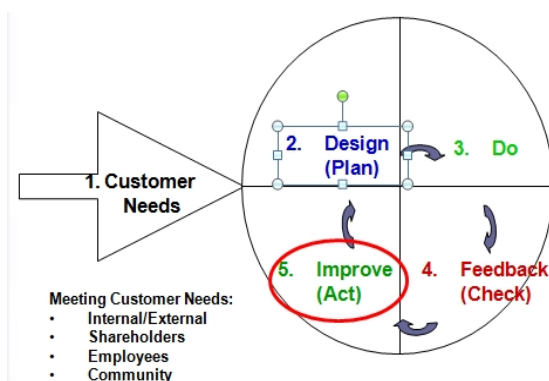 1. Customer
Needs
2. Design
(Plan)
3. Do
5. Improve
(Act)
4. Feedback
(Check)
Meeting Customer Needs:
• Internal/External
• Shareholders
• Employees
• Community